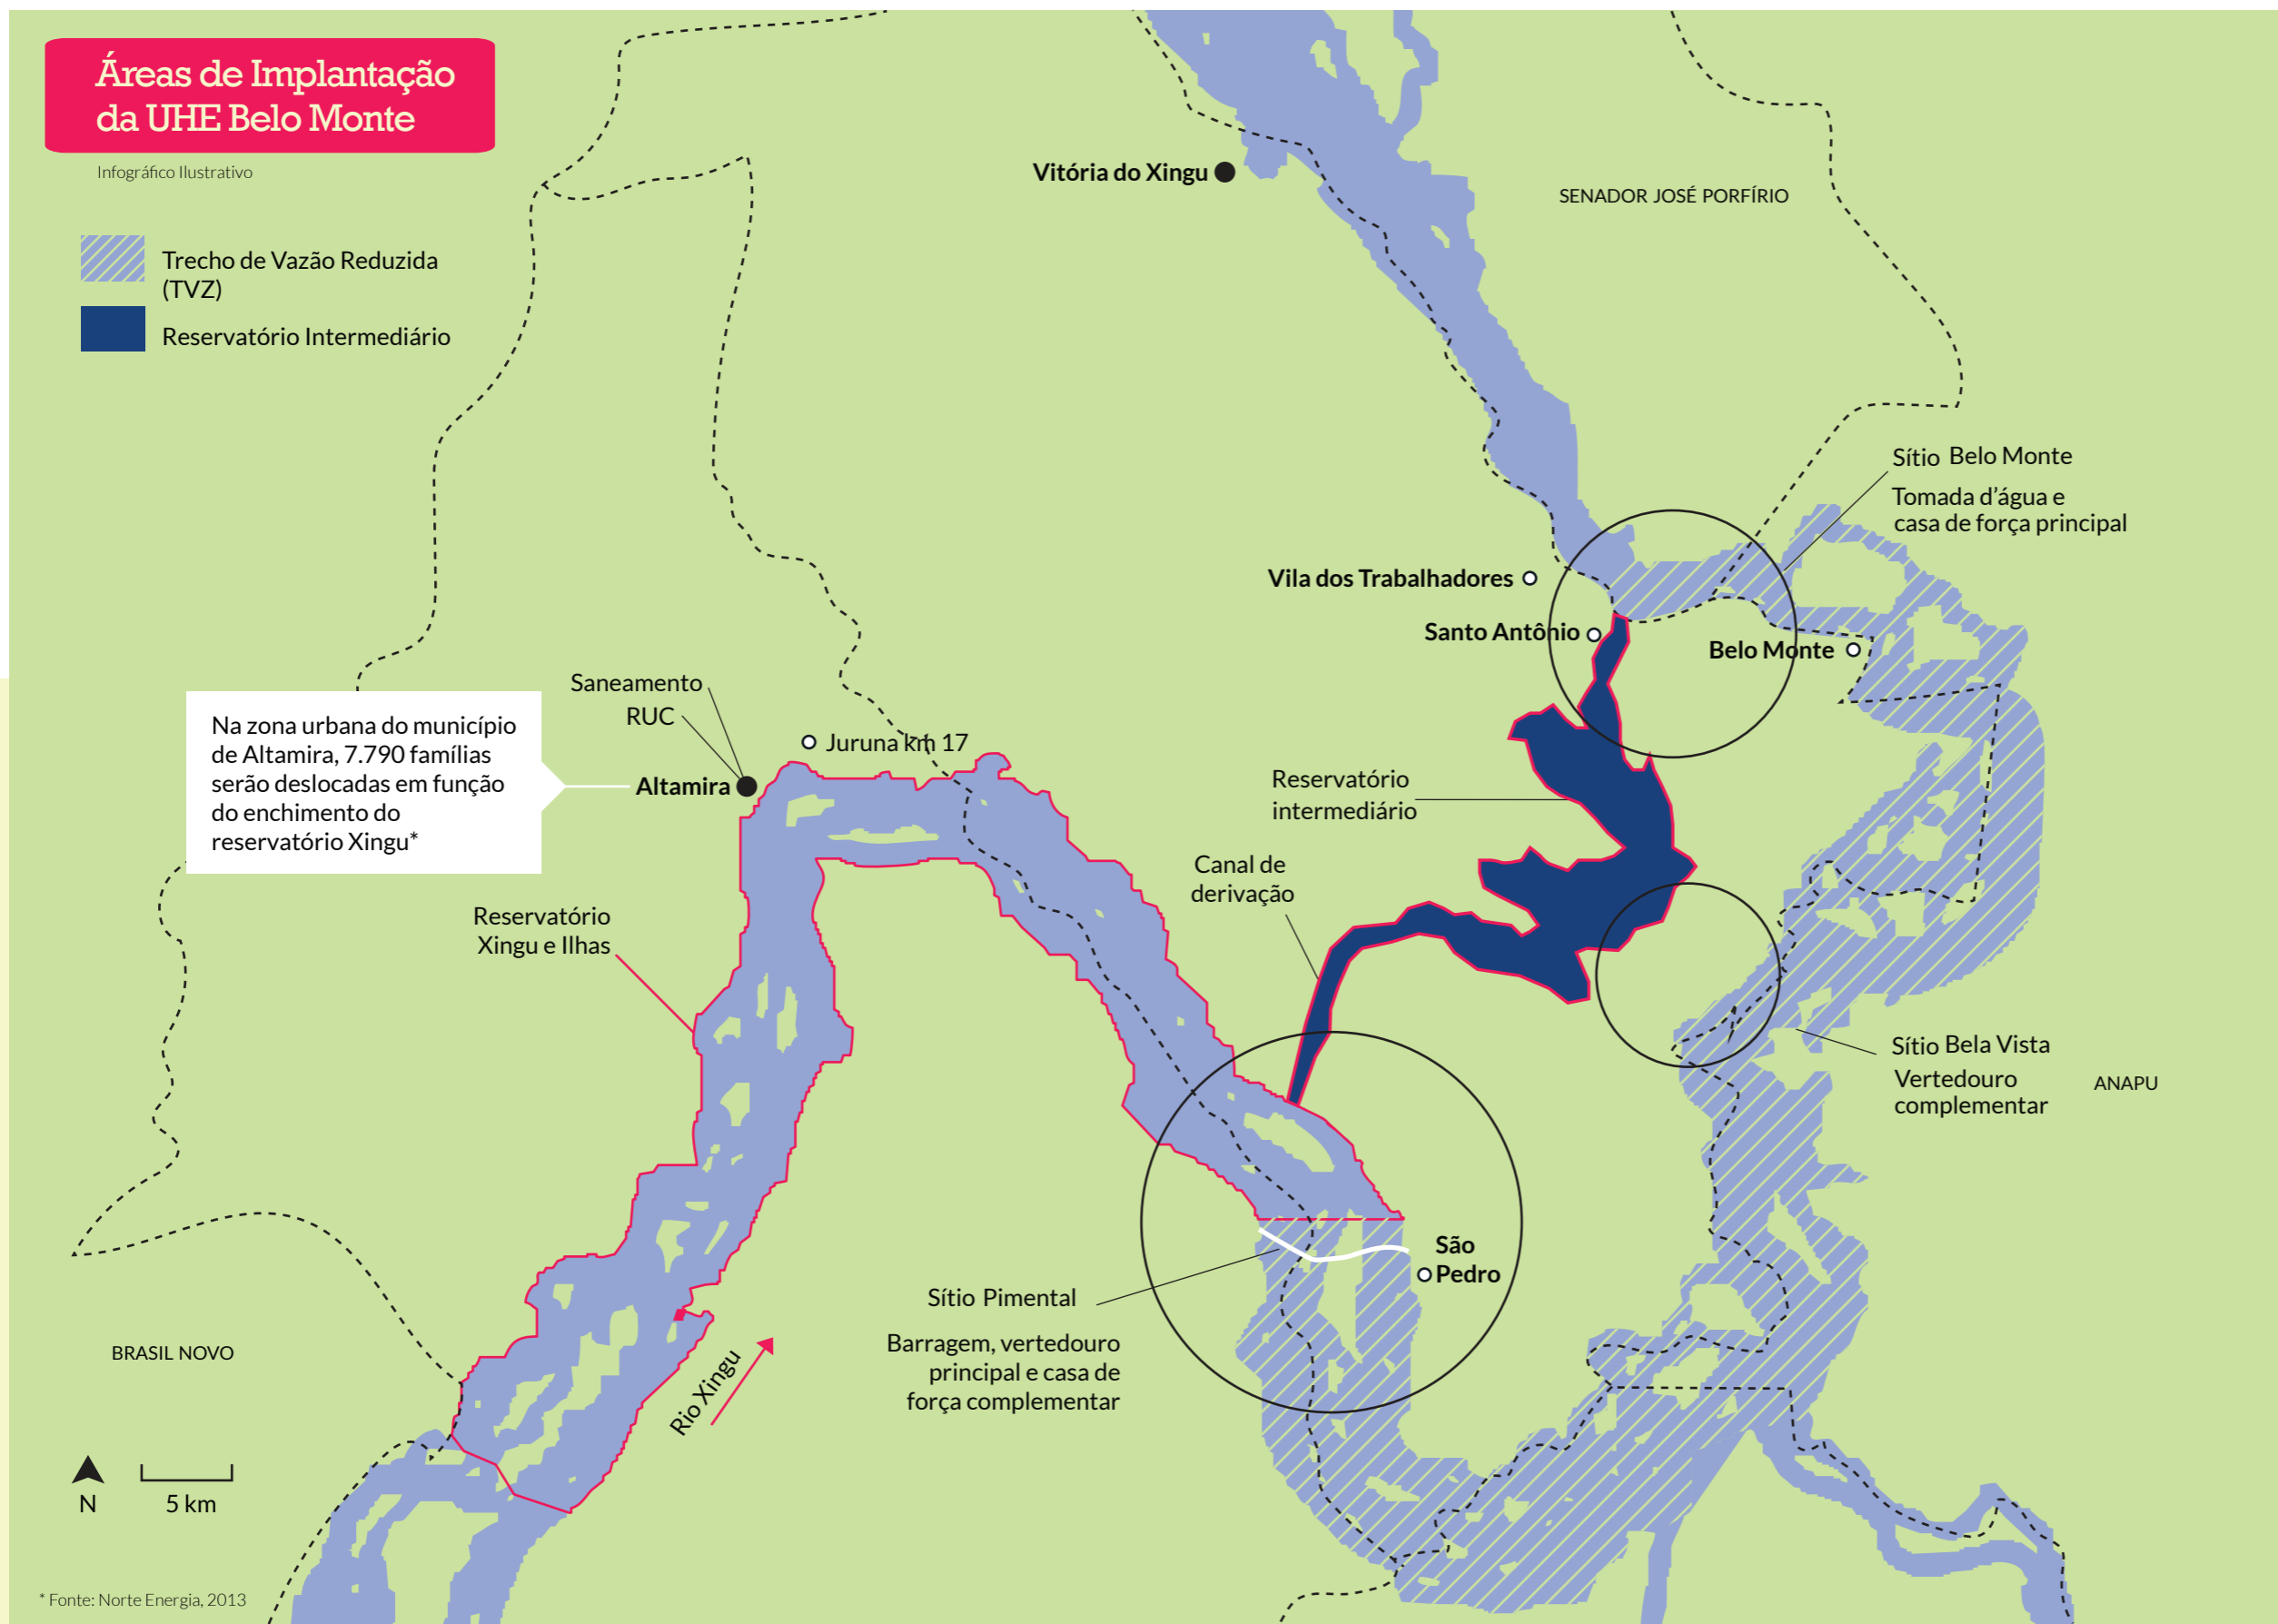 Áreas de Implantação
da UHE Belo Monte
Infográfico Ilustrativo
Trecho de Vazão Reduzida
(TVZ)
Reservatório Intermediário
Vitória do Xingu
SENADOR JOSÉ PORFÍRIO
Sítio Belo Monte
Tomada d’água e
casa de força principal
Vila dos Trabalhadores
Santo Antônio
Belo Monte
Saneamento
RUC
Juruna km 17
Altamira
Na zona urbana do município
de Altamira, 7.790 famílias
serão deslocadas em função
do enchimento do
reservatório Xingu*
Reservatório
intermediário
Canal de
derivação
Reservatório
Xingu e Ilhas
Sítio Bela Vista
Vertedouro
complementar
ANAPU
São
Pedro
Sítio Pimental
Barragem, vertedouro
principal e casa de
força complementar
BRASIL NOVO
Rio Xingu
N
5 km
* Fonte: Norte Energia, 2013